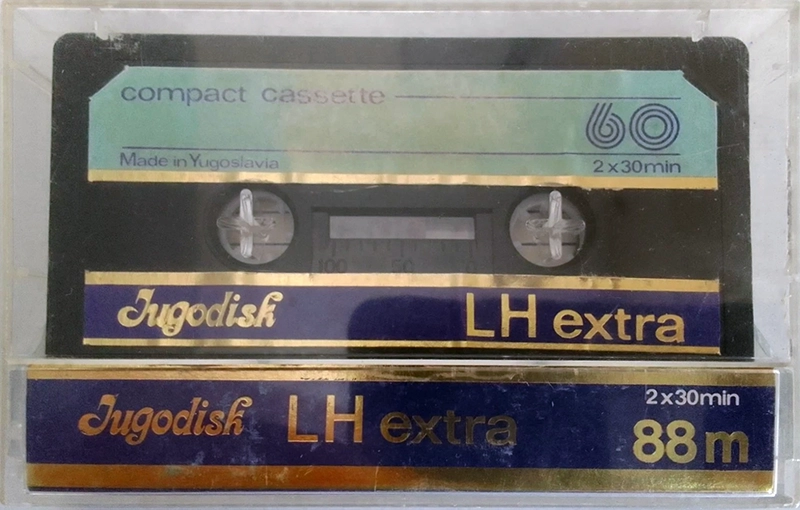 compact cassette
60
Made in Yugoslavia
2x30min
100 50
Jugodisk
LH extra
Jugodisk LH extra
2x30min
88m